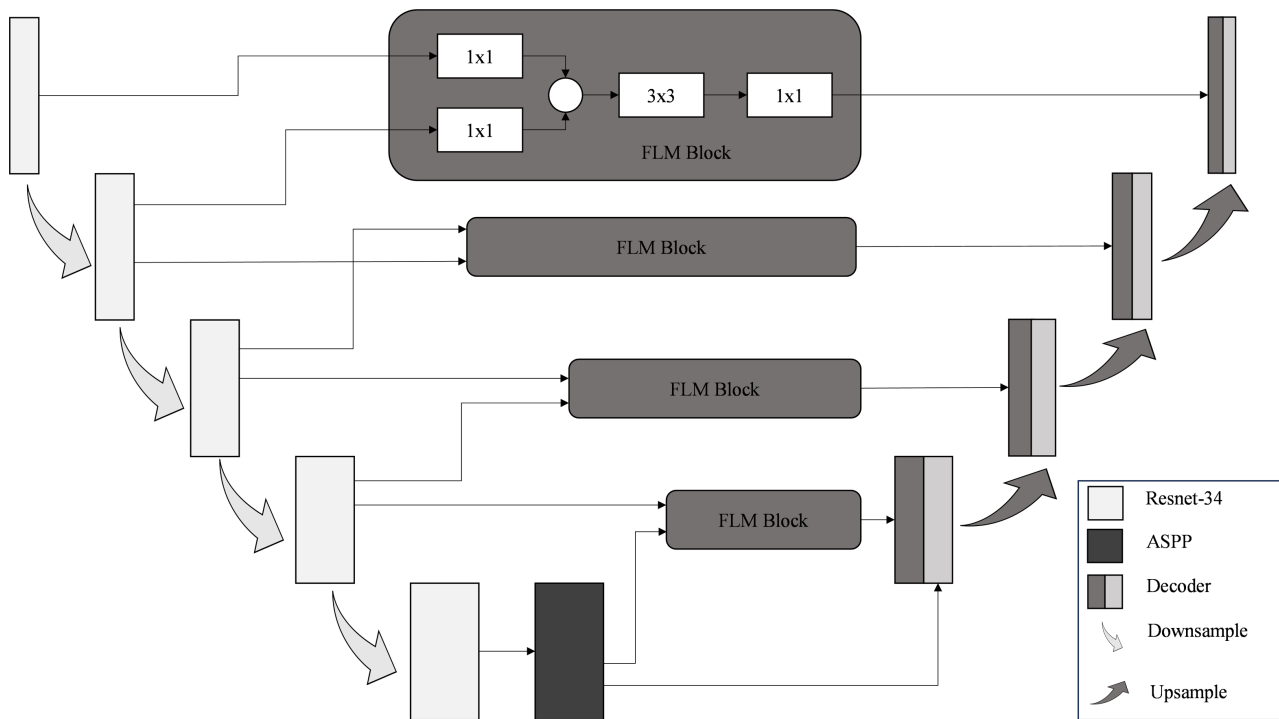 1x1
1x1
3x3
1x1
FLM Block
FLM Block
FLM Block
FLM Block
Resnet-34
ASPP
Decoder
Downsample
Upsample